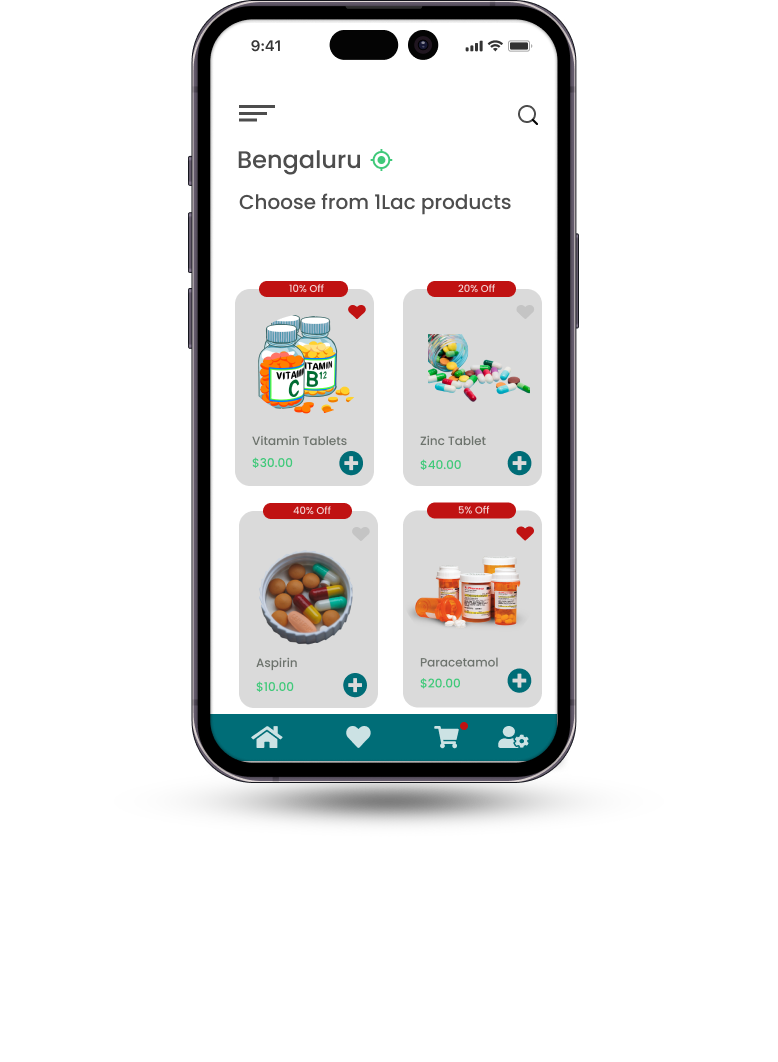 9:41
Bengaluru
Choose from 1Lac products
10% Off
20% Off
VITAMIN
C
VITAMIN
B12
Vitamin Tablets
$30.00
Zinc Tablet
$40.00
40% Off
5% Off
Aspirin
$10.00
Paracetamol
$20.00